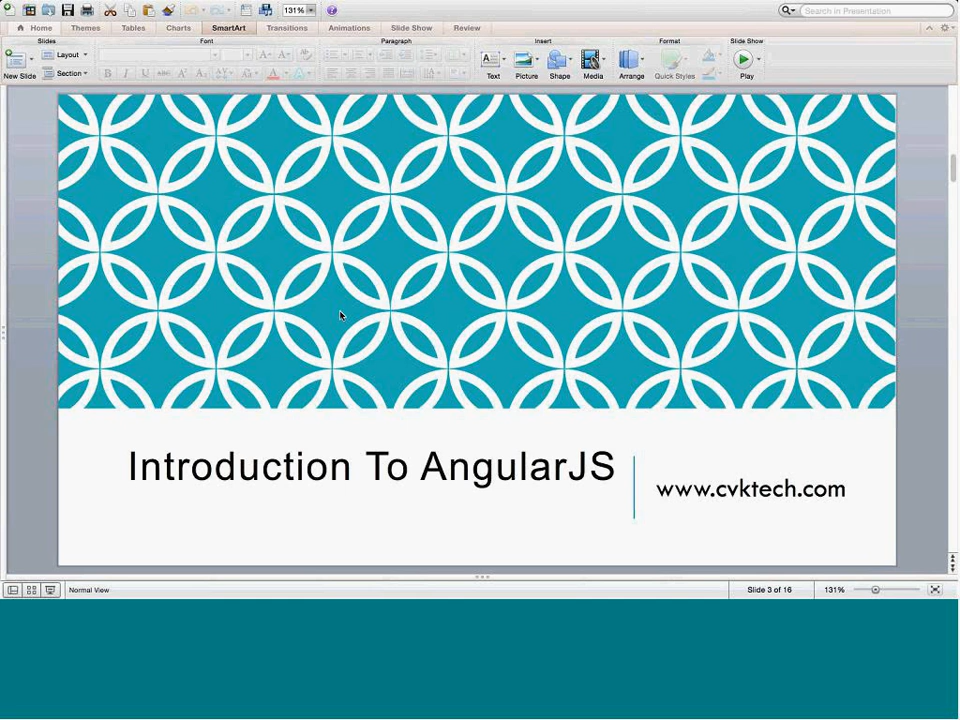 131%
Search in Presentation
Home Themes Tables Charts SmartArt Transitions Animations Slide Show Review
Slides Font Paragraph Insert Format Slide Show
New Slide
Layout
Section
B I U ABC
Text Picture Shape Media Arrange Quick Styles Play
Introduction To AngularJS
www.cvktech.com
Normal View Slide 3 of 16 131%